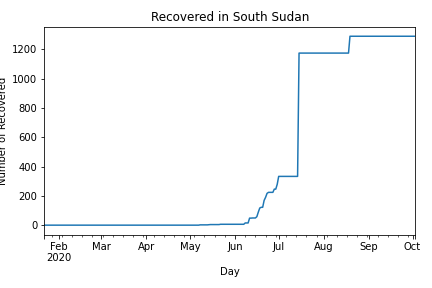 Recovered in South Sudan
Number of Recovered
1200
1000
800
600
400
200
0
Feb Mar Apr May Jun Jul Aug Sep Oct
2020
Day